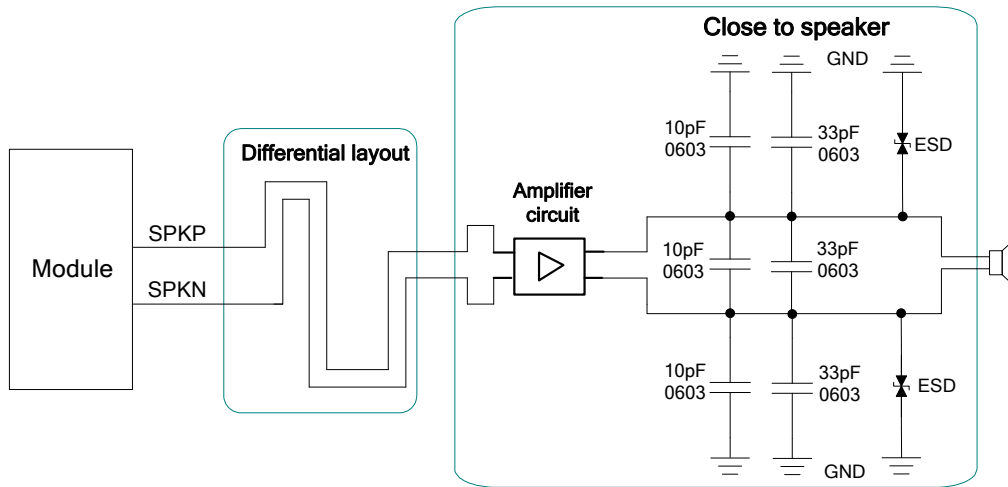 Close to speaker
GND
10pF
0603
33pF
0603
ESD
Differential layout
Amplifier
circuit
SPKP
Module
SPKN
10pF
0603
33pF
0603
10pF
0603
33pF
0603
ESD
GND